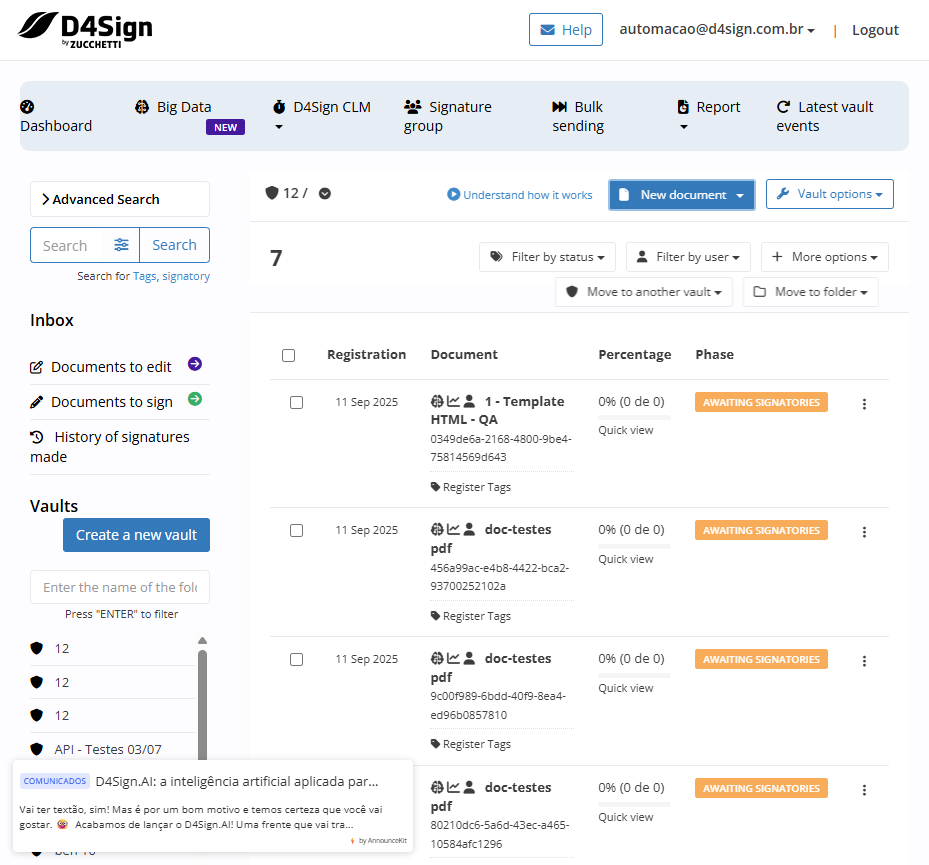 D4Sign
by ZUCCHETTI
Help
automacao@d4sign.com.br
|
Logout
Dashboard
Big Data
NEW
D4Sign CLM
Signature
group
Bulk
sending
Report
Latest vault
events
Advanced Search
Search
Search
Search for Tags, signatory
Inbox
Documents to edit
Documents to sign
History of signatures
made
Vaults
Create a new vault
Enter the name of the fold
Press "ENTER" to filter
12
12
12
API - Testes 03/07
12 /
Understand how it works
New document
Vault options
7
Filter by status
Filter by user
More options
Move to another vault
Move to folder
Registration
Document
Percentage
Phase
11 Sep 2025
1 - Template
HTML - QA
0349de6a-2168-4800-9be4-
75814569d643
Register Tags
0% (0 de 0)
Quick view
AWAITING SIGNATORIES
11 Sep 2025
doc-testes
pdf
456a99ac-e4b8-4422-bca2-
93700252102a
Register Tags
0% (0 de 0)
Quick view
AWAITING SIGNATORIES
11 Sep 2025
doc-testes
pdf
9c00f989-6bdd-40f9-8ea4-
ed96b0857810
Register Tags
0% (0 de 0)
Quick view
AWAITING SIGNATORIES
doc-testes
pdf
80210dc6-5a6d-43ec-a465-
10584afc1296
0% (0 de 0)
Quick view
AWAITING SIGNATORIES
COMUNICADOS
D4Sign.AI: a inteligência artificial aplicada par...
Vai ter textão, sim! Mas é por um bom motivo e temos certeza que você vai
gostar. 🤯 Acabamos de lançar o D4Sign.AI! Uma frente que vai tra...
by AnnounceKit